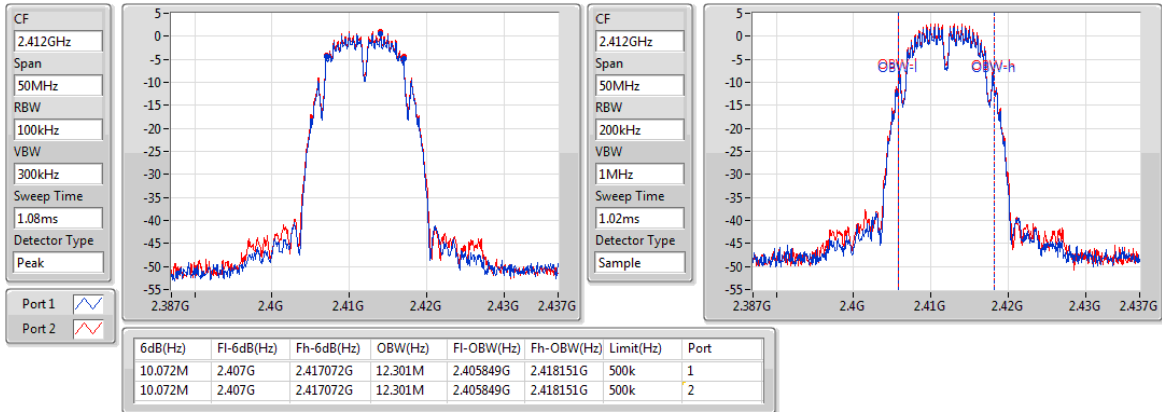 CF
2.412GHz
Span
50MHz
RBW
100kHz
VBW
300kHz
Sweep Time
1.08ms
Detector Type
Peak
Port 1
Port 2
5
0
-5
-10
-15
-20
-25
-30
-35
-40
-45
-50
-55
2.387G 2.4G 2.41G 2.42G 2.43G 2.437G
CF
2.412GHz
Span
50MHz
RBW
200kHz
VBW
1MHz
Sweep Time
1.02ms
Detector Type
Sample
5
0
-5
-10
-15
-20
-25
-30
-35
-40
-45
-50
-55
OBW-l OBW-h
2.387G 2.4G 2.41G 2.42G 2.43G 2.437G
6dB(Hz) Fl-6dB(Hz) Fh-6dB(Hz) OBW(Hz) Fl-OBW(Hz) Fh-OBW(Hz) Limit(Hz) Port
10.072M 2.407G 2.417072G 12.301M 2.405849G 2.418151G 500k 1
10.072M 2.407G 2.417072G 12.301M 2.405849G 2.418151G 500k 2